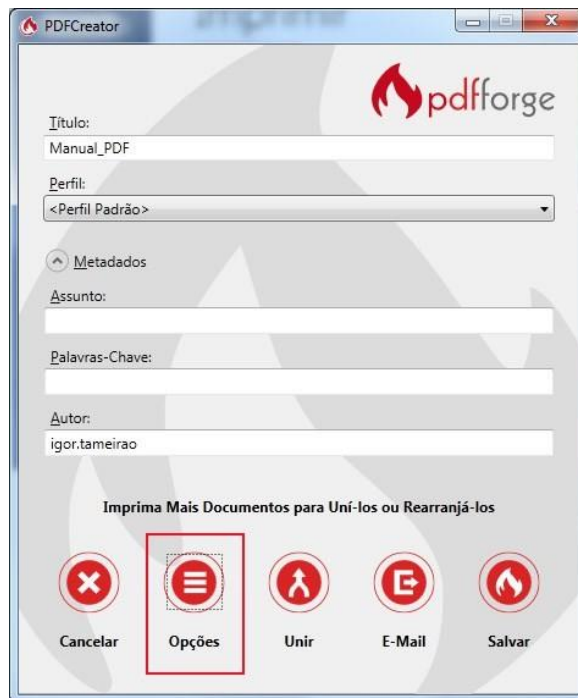 PDFCreator
imprimir
pdfforge
Título:
Manual_PDF
Perfil:
<Perfil Padrão>
Metadados
Assunto:
Palavras-Chave:
Autor:
igor.tameirao
Imprima Mais Documentos para Uní-los ou Rearranjá-los
Cancelar Opções Unir E-Mail Salvar